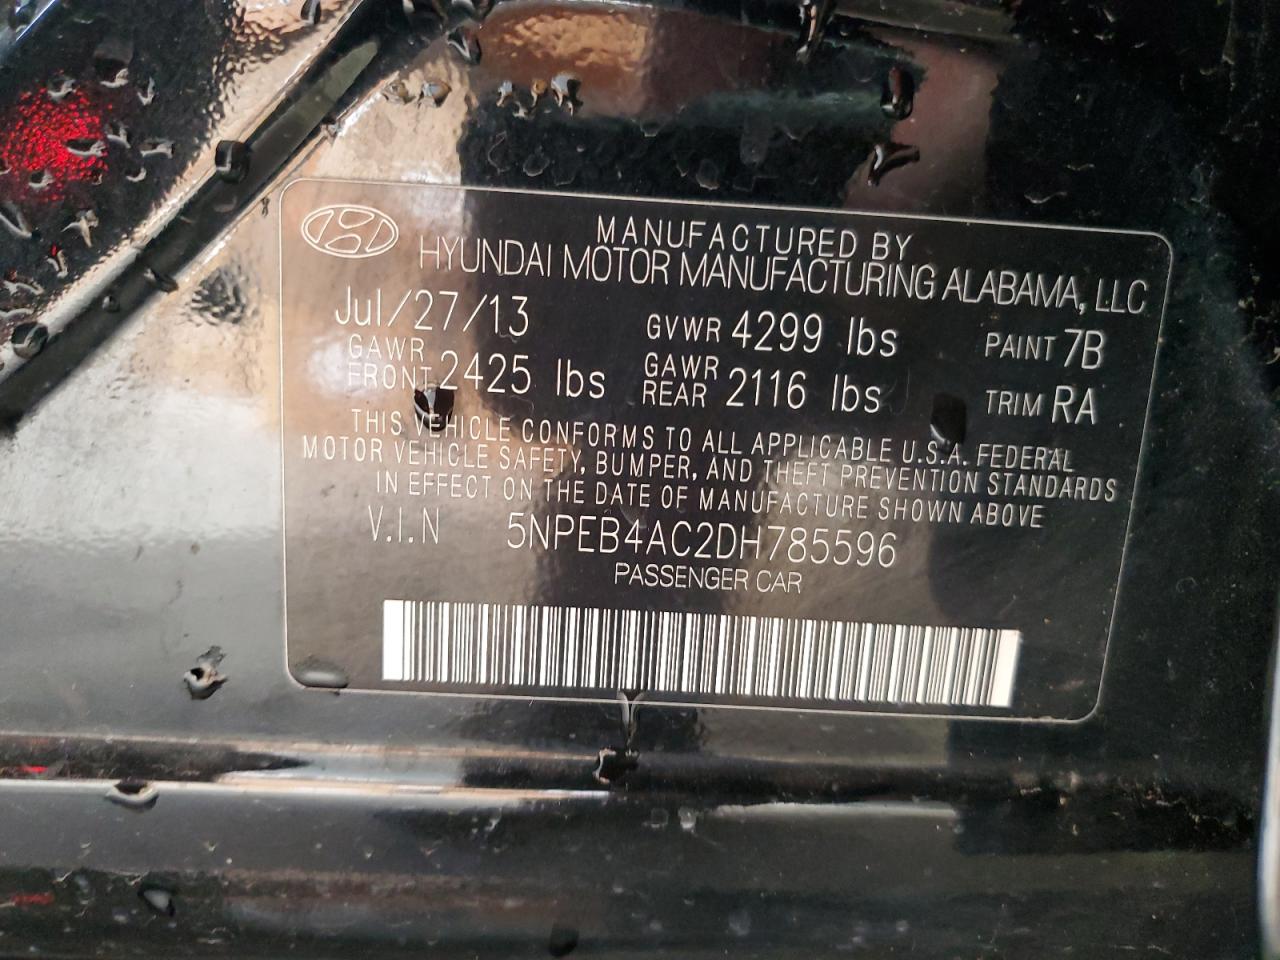 MANUFACTURED BY
HYUNDAI MOTOR MANUFACTURING ALABAMA, LLC
Jul/27/13 GVWR 4299 lbs PAINT 7B
GAWR FRONT 2425 lbs GAWR REAR 2116 lbs TRIM RA
THIS VEHICLE CONFORMS TO ALL APPLICABLE U.S.A. FEDERAL
MOTOR VEHICLE SAFETY, BUMPER, AND THEFT PREVENTION STANDARDS
IN EFFECT ON THE DATE OF MANUFACTURE SHOWN ABOVE
V.I.N 5NPEB4AC2DH785596
PASSENGER CAR